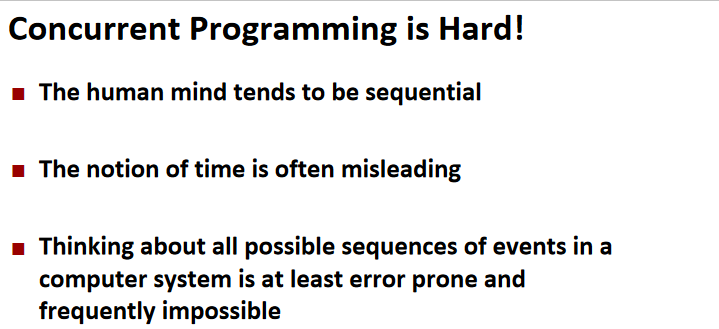 Concurrent Programming is Hard!
The human mind tends to be sequential
The notion of time is often misleading
Thinking about all possible sequences of events in a
computer system is at least error prone and
frequently impossible